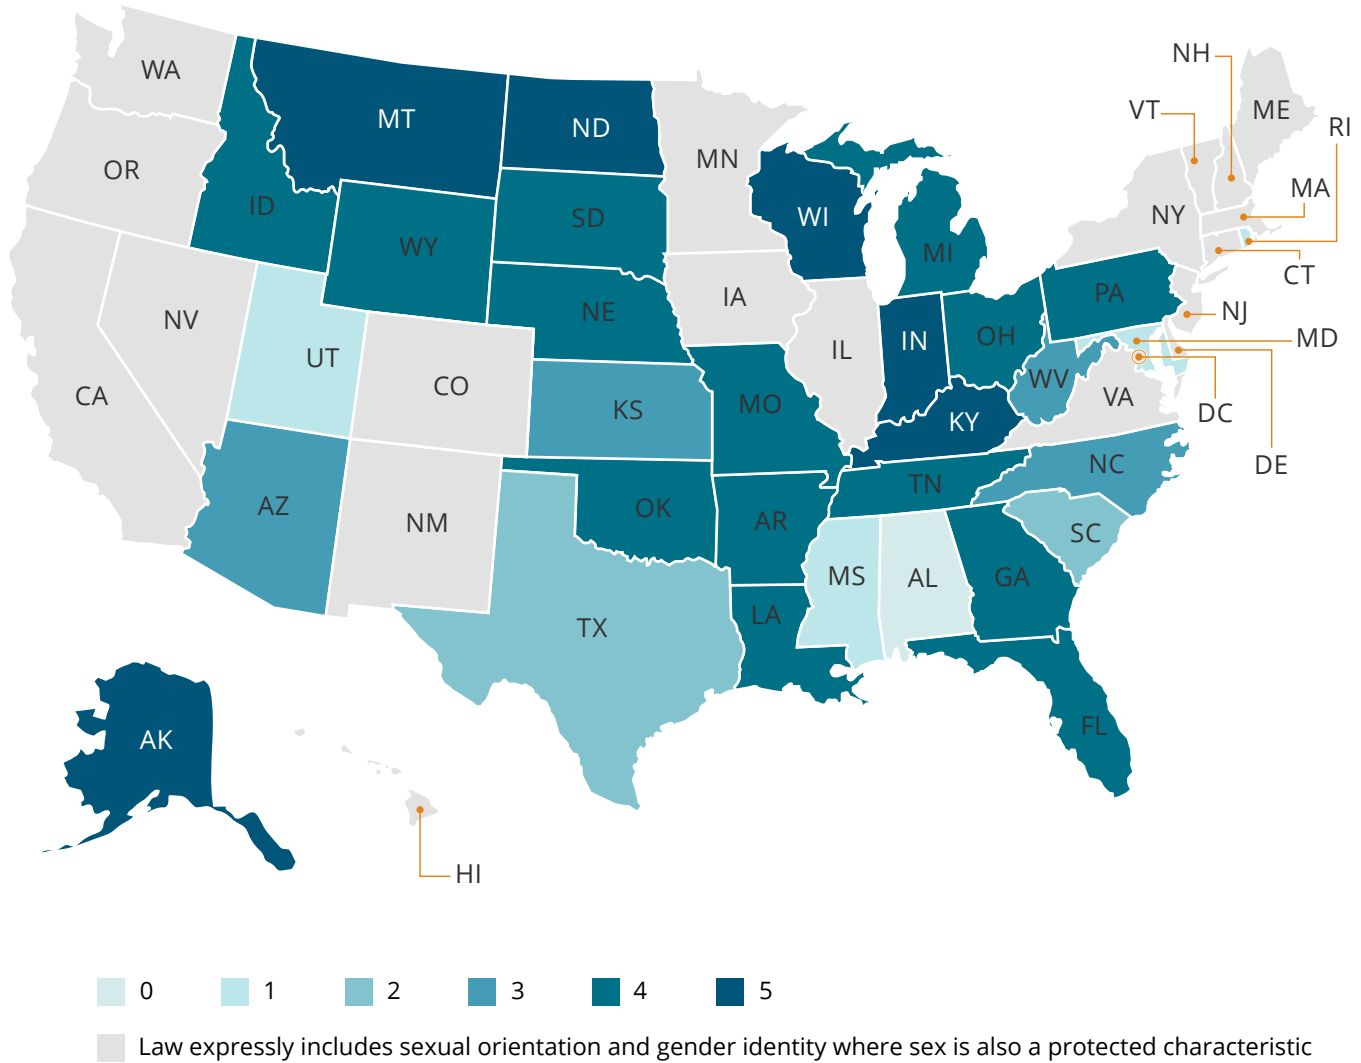 NH
WA
ME
VT
RI
MT
ND
MN
OR
MA
ID
SD
WI
NY
WY
MI
CT
PA
IA
NE
NJ
NV
OH
MD
IN
IL
UT
CO
WV
CA
VA
MO
KS
DC
KY
NC
DE
TN
AZ
OK
NM
AR
SC
MS
AL
GA
LA
TX
FL
AK
HI
0
1
2
3
4
5
Law expressly includes sexual orientation and gender identity where sex is also a protected characteristic